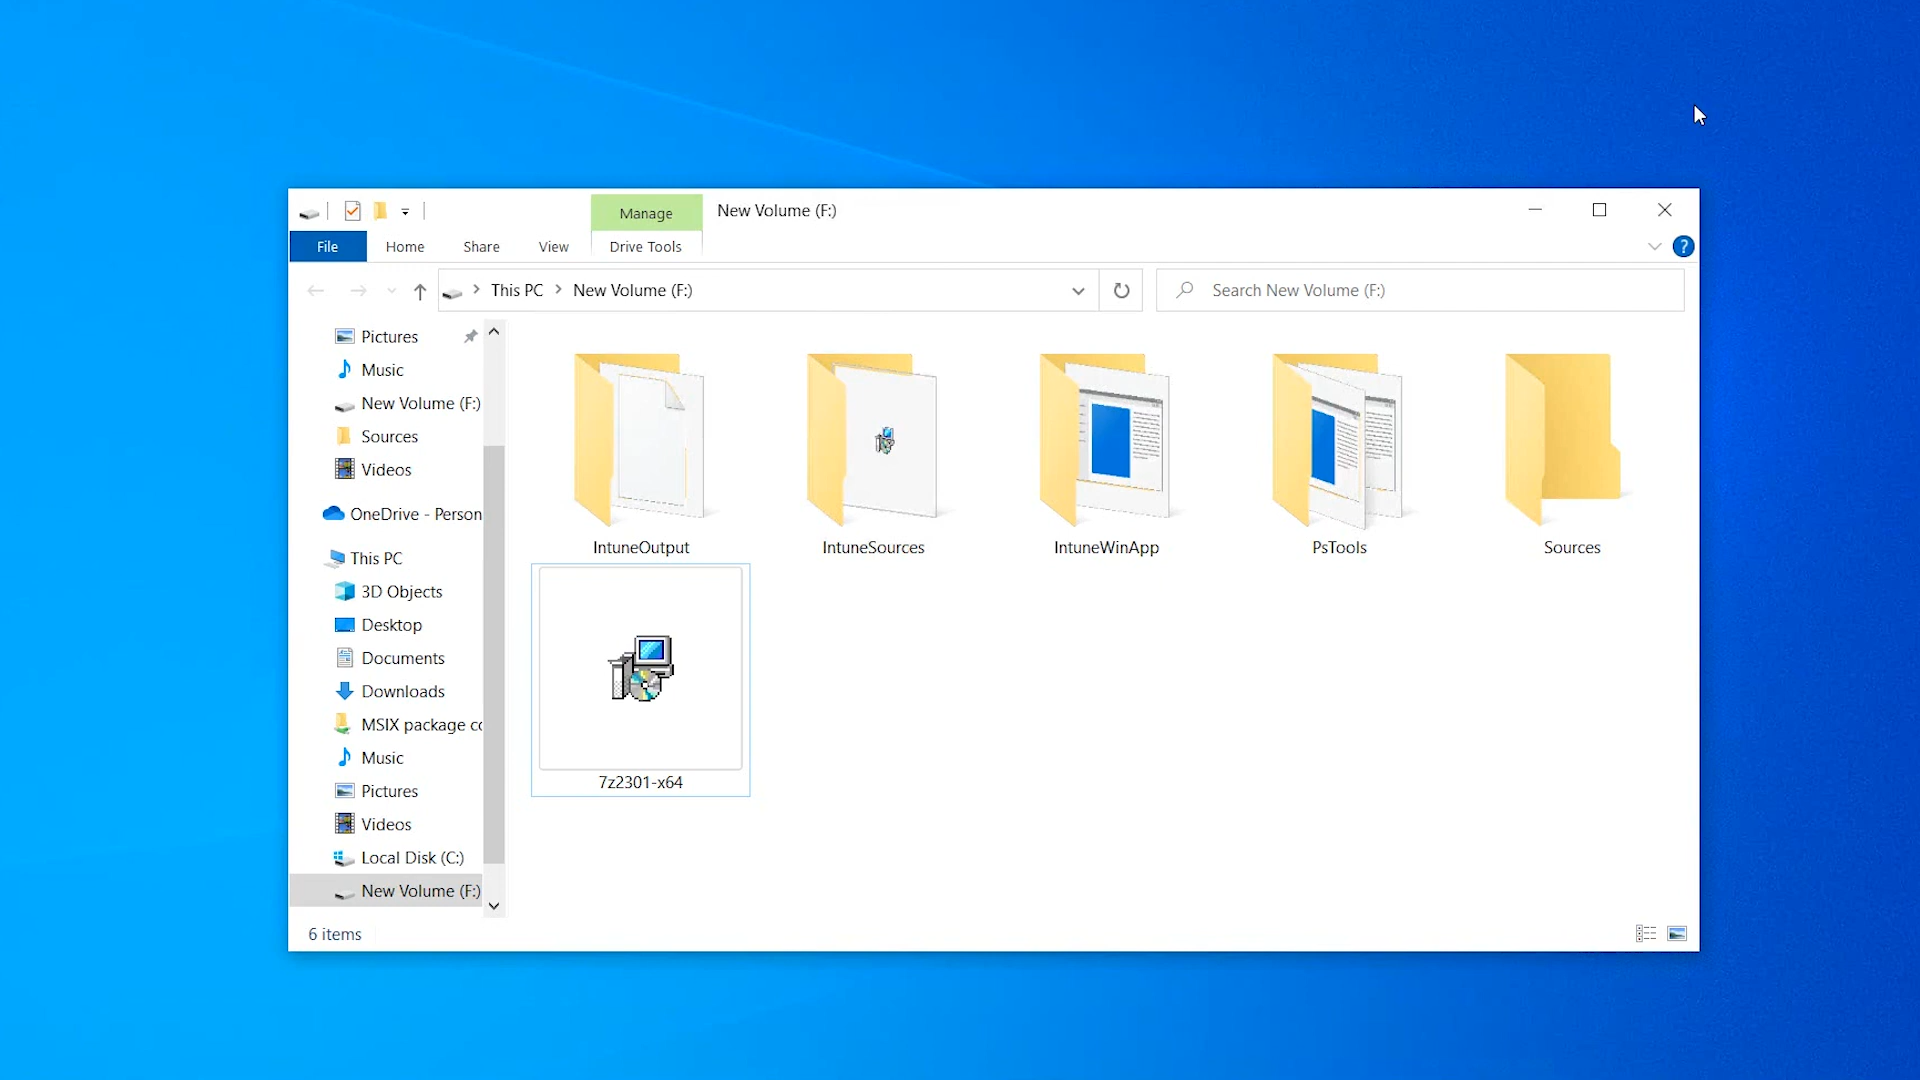 Manage
New Volume (F:)
File
Home
Share
View
Drive Tools
?
This PC
New Volume (F:)
Search New Volume (F:)
Pictures
Music
New Volume (F:)
Sources
Videos
OneDrive - Person
This PC
3D Objects
Desktop
Documents
Downloads
MSIX package co
Music
Pictures
Videos
Local Disk (C:)
New Volume (F:)
IntuneOutput
IntuneSources
IntuneWinApp
PsTools
Sources
7z2301-x64
6 items